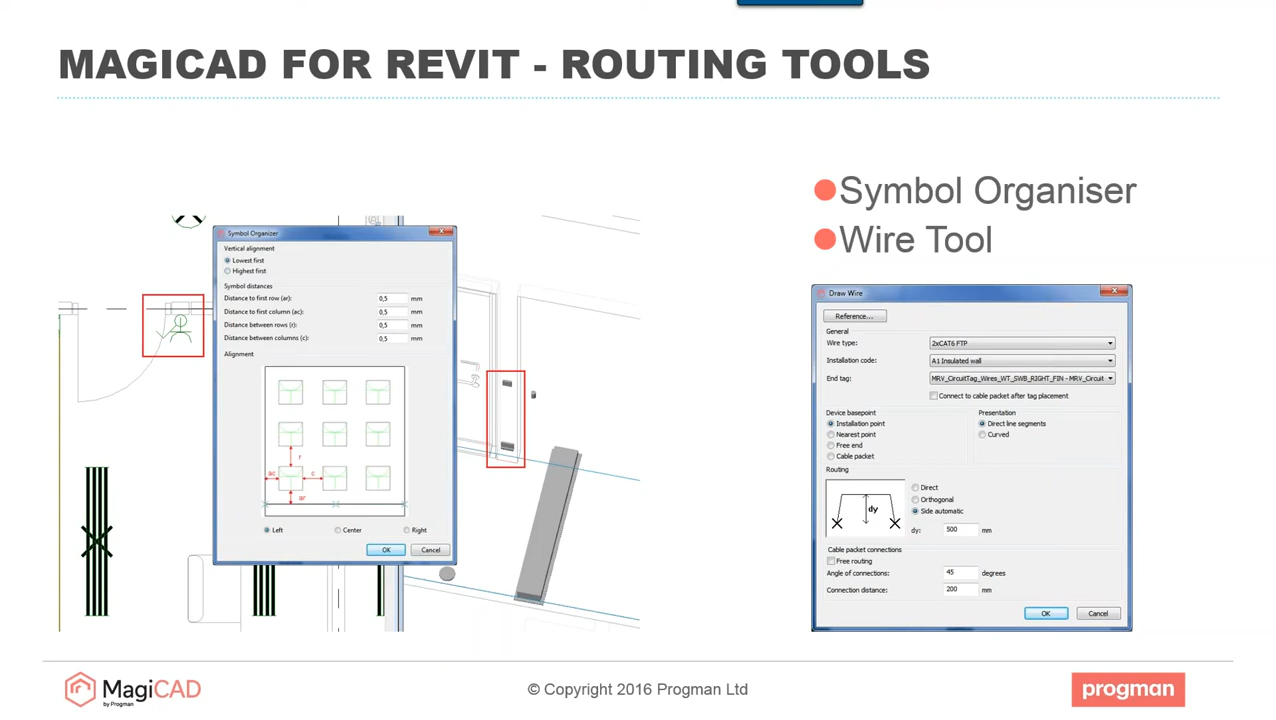 MAGICAD FOR REVIT - ROUTING TOOLS
Symbol Organiser
Wire Tool
Symbol Organizer
Vertical alignment
Lowest first
Highest first
Symbol distances
Distance to first row (ar): 0,5 mm
Distance to first column (ac): 0,5 mm
Distance between rows (r): 0,5 mm
Distance between columns (c): 0,5 mm
Alignment
r
ac c
ar
Left Center Right
OK Cancel
Draw Wire
Reference...
General
Wire type: 2xCAT6 FTP
Installation code: A1 Insulated wall
End tag: MRV_CircuitTag_Wires_WT_SWB_RIGHT_FIN - MRV_Circuit
Connect to cable packet after tag placement
Device basepoint Presentation
Installation point Direct line segments
Nearest point Curved
Free end
Cable packet
Routing
dy
Direct
Orthogonal
Side automatic
dy: 500 mm
Cable packet connections
Free routing
Angle of connections: 45 degrees
Connection distance: 200 mm
OK Cancel
MagiCAD
by Progman
© Copyright 2016 Progman Ltd
progman